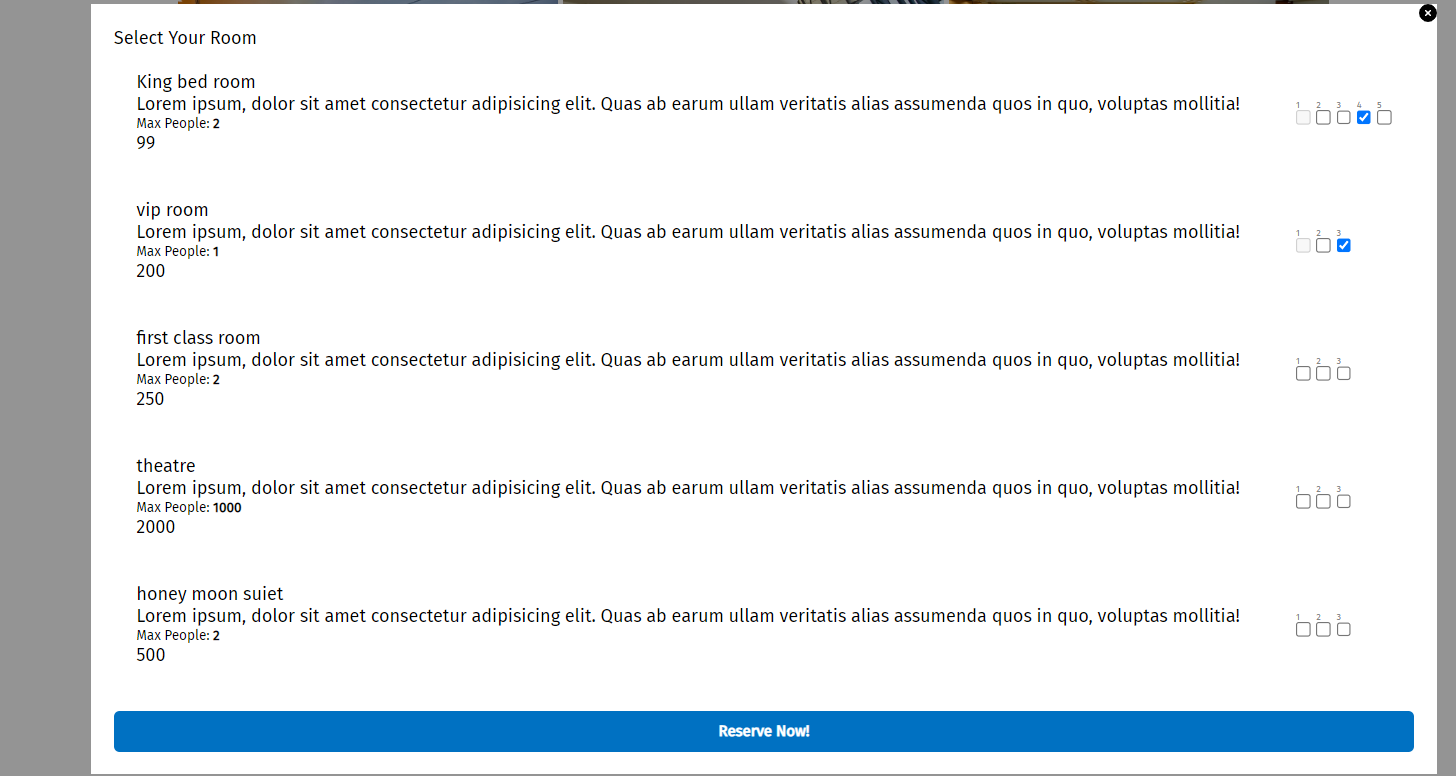 Select Your Room
King bed room
Lorem ipsum, dolor sit amet consectetur adipisicing elit. Quas ab earum ullam veritatis alias assumenda quos in quo, voluptas mollitia!
Max People: 2
99
1 2 3 4 5
vip room
Lorem ipsum, dolor sit amet consectetur adipisicing elit. Quas ab earum ullam veritatis alias assumenda quos in quo, voluptas mollitia!
Max People: 1
200
1 2 3
first class room
Lorem ipsum, dolor sit amet consectetur adipisicing elit. Quas ab earum ullam veritatis alias assumenda quos in quo, voluptas mollitia!
Max People: 2
250
1 2 3
theatre
Lorem ipsum, dolor sit amet consectetur adipisicing elit. Quas ab earum ullam veritatis alias assumenda quos in quo, voluptas mollitia!
Max People: 1000
2000
1 2 3
honey moon suiet
Lorem ipsum, dolor sit amet consectetur adipisicing elit. Quas ab earum ullam veritatis alias assumenda quos in quo, voluptas mollitia!
Max People: 2
500
1 2 3
Reserve Now!